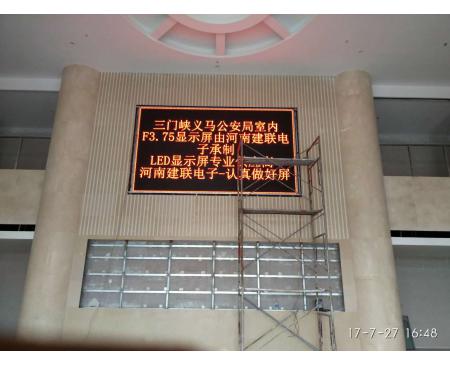 三门峡义马公安局室内
F3.75显示屏由河南建联电
子承制
LED显示屏专业
河南建联电子-认真做好屏
17-7-27 16:48